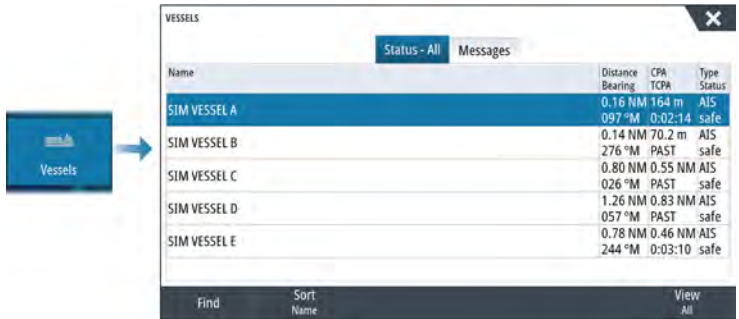 VESSELS
Status - All Messages
Name Distance CPA Type
Bearing TCPA Status
SIM VESSEL A 0.16 NM 164 m AIS
097 °M 0:02:14 safe
SIM VESSEL B 0.14 NM 70.2 m AIS
276 °M PAST safe
Vessels
SIM VESSEL C 0.80 NM 0.55 NM AIS
026 °M PAST safe
SIM VESSEL D 1.26 NM 0.83 NM AIS
057 °M PAST safe
SIM VESSEL E 0.78 NM 0.46 NM AIS
244 °M 0:03:10 safe
Find Sort View
Name All